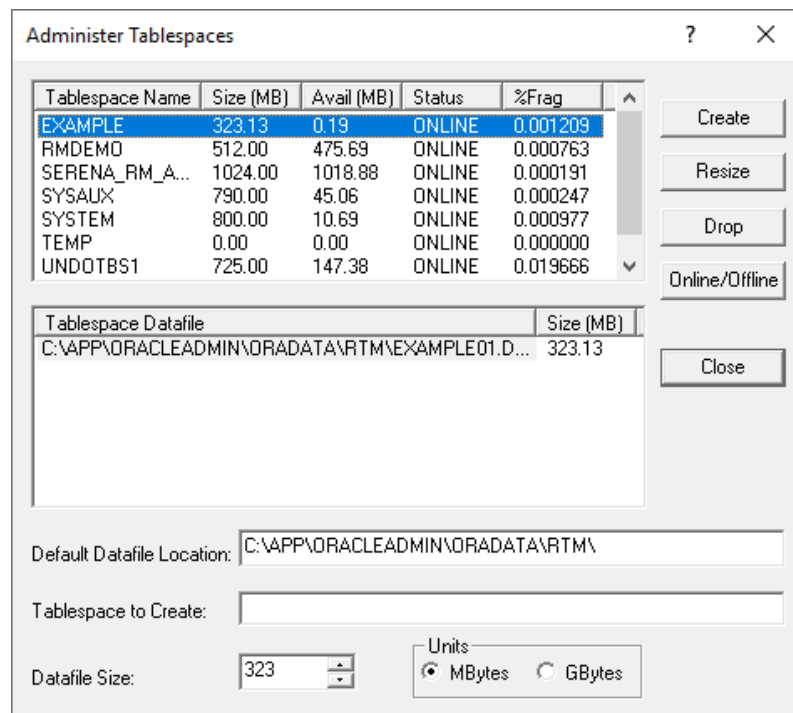 Administer Tablespaces ?
Tablespace Name Size (MB) Avail (MB) Status %Frag
EXAMPLE 323.13 0.19 ONLINE 0.001209
RMDEMO 512.00 475.69 ONLINE 0.000763
SERENA_RM_A... 1024.00 1018.88 ONLINE 0.000191
SYSAUX 790.00 45.06 ONLINE 0.000247
SYSTEM 800.00 10.69 ONLINE 0.000977
TEMP 0.00 0.00 ONLINE 0.000000
UNDOTBS1 725.00 147.38 ONLINE 0.019666
Create
Resize
Drop
Online/Offline
Close
Tablespace Datafile Size (MB)
C:\APP\ORACLEADMIN\ORADATA\RTM\EXAMPLE01.D... 323.13
Default Datafile Location: C:\APP\ORACLEADMIN\ORADATA\RTM\
Tablespace to Create:
Datafile Size: 323
Units
MBytes GBytes